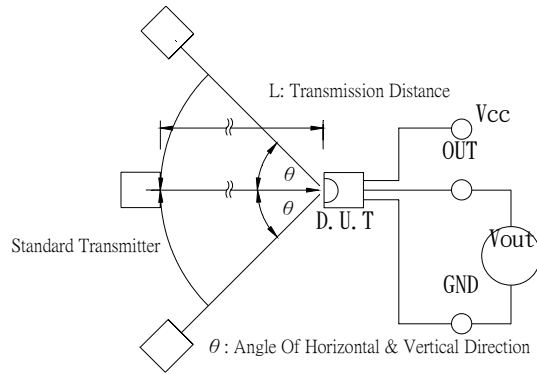 L: Transmission Distance
Vcc
OUT
θ
θ
D.U.T
Standard Transmitter
Vout
GND
θ : Angle Of Horizontal & Vertical Direction